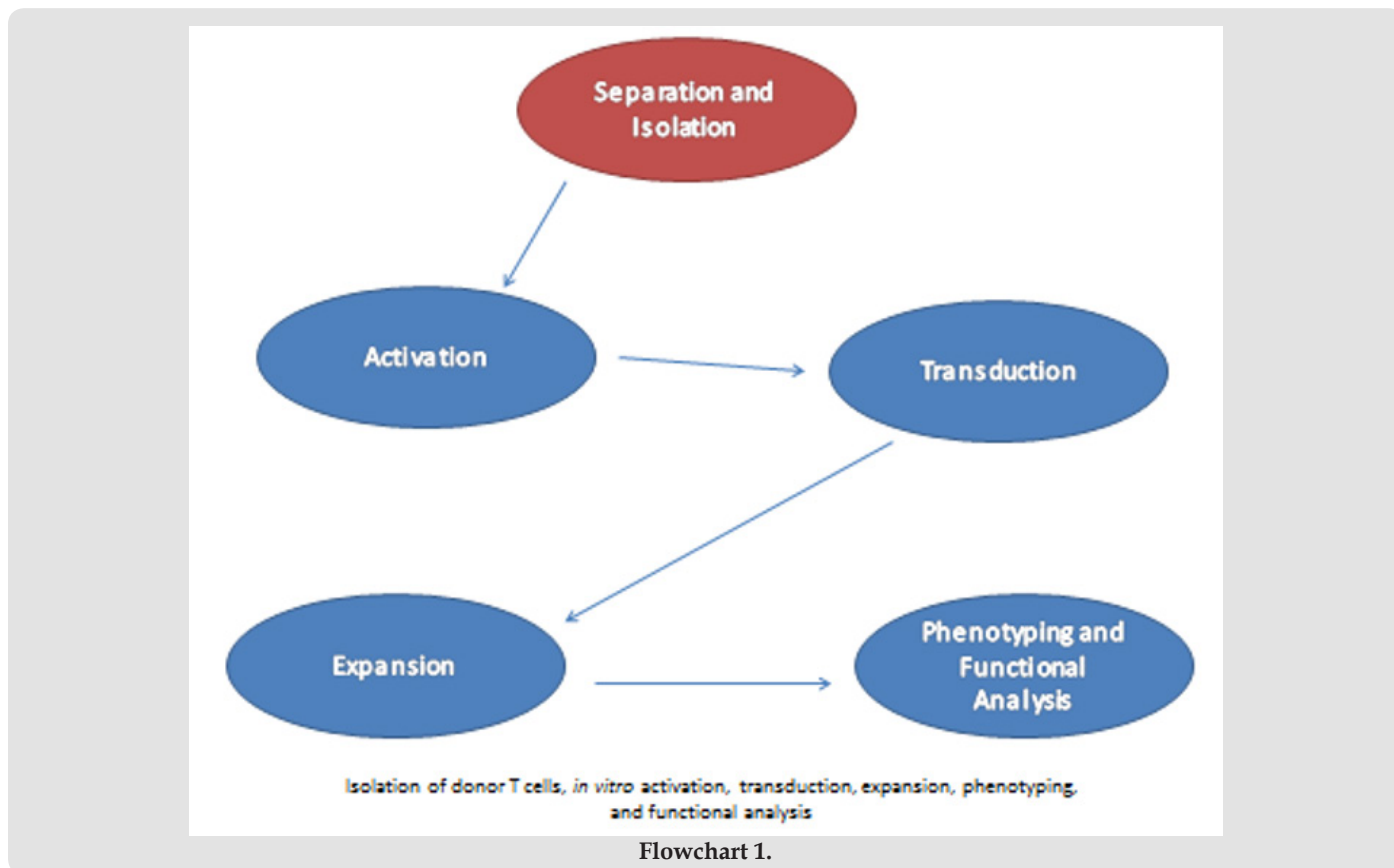 Separation and
Isolation
Activation
Transduction
Expansion
Phenotyping and
Functional
Analysis
Isolation of donor T cells, in vitro activation, transduction, expansion, phenotyping,
and functional analysis
Flowchart 1.